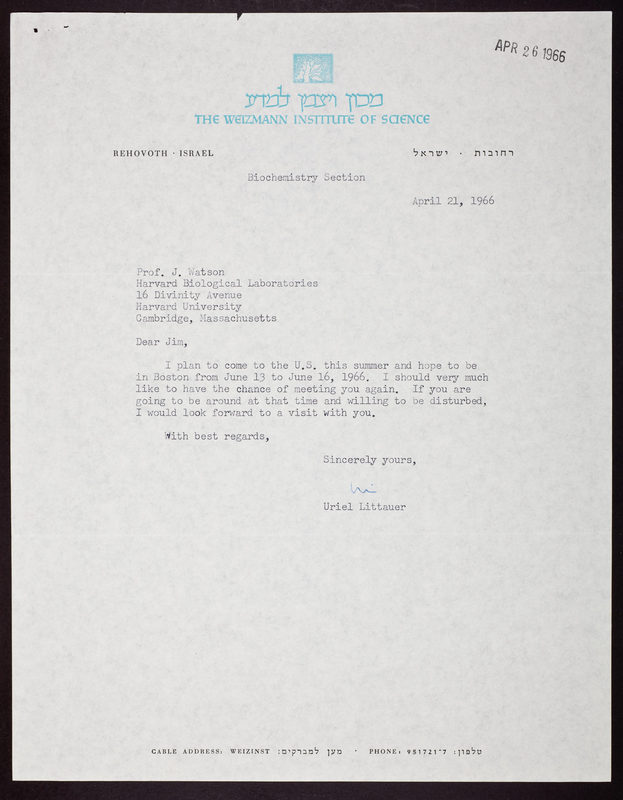 APR 26 1966
מכון ויצמן למדע
THE WEIZMANN INSTITUTE OF SCIENCE
REHOVOTH · ISRAEL רחובות · ישראל
Biochemistry Section
April 21, 1966
Prof. J. Watson
Harvard Biological Laboratories
16 Divinity Avenue
Harvard University
Cambridge, Massachusetts
Dear Jim,
I plan to come to the U.S. this summer and hope to be
in Boston from June 13 to June 16, 1966. I should very much
like to have the chance of meeting you again. If you are
going to be around at that time and willing to be disturbed,
I would look forward to a visit with you.
With best regards,
Sincerely yours,
Uriel Littauer
CABLE ADDRESS: WEIZINST מען למברקים: · PHONE: 951721-7 טלפון: